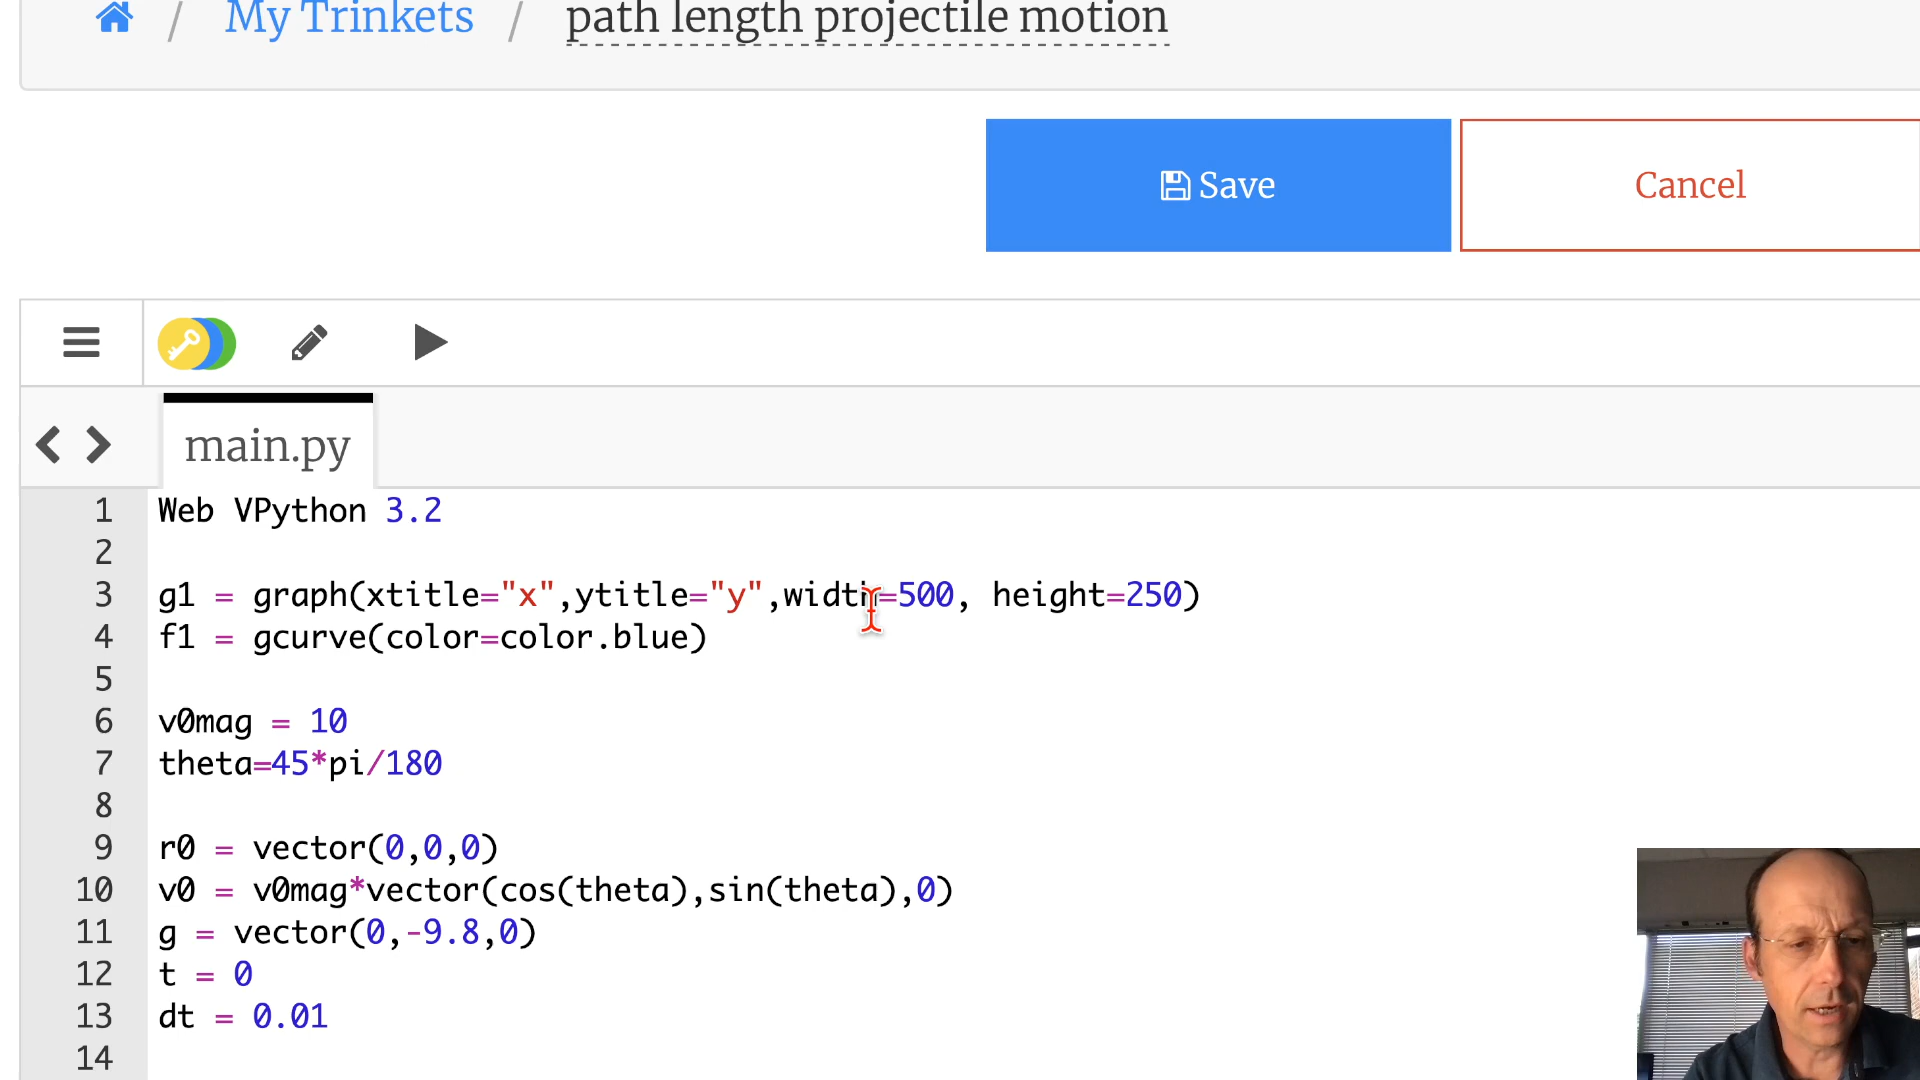 / My Trinkets / path length projectile motion
Save Cancel
main.py
1 Web VPython 3.2
2
3 g1 = graph(xtitle="x",ytitle="y",width=500, height=250)
4 f1 = gcurve(color=color.blue)
5
6 v0mag = 10
7 theta=45*pi/180
8
9 r0 = vector(0,0,0)
10 v0 = v0mag*vector(cos(theta),sin(theta),0)
11 g = vector(0,-9.8,0)
12 t = 0
13 dt = 0.01
14